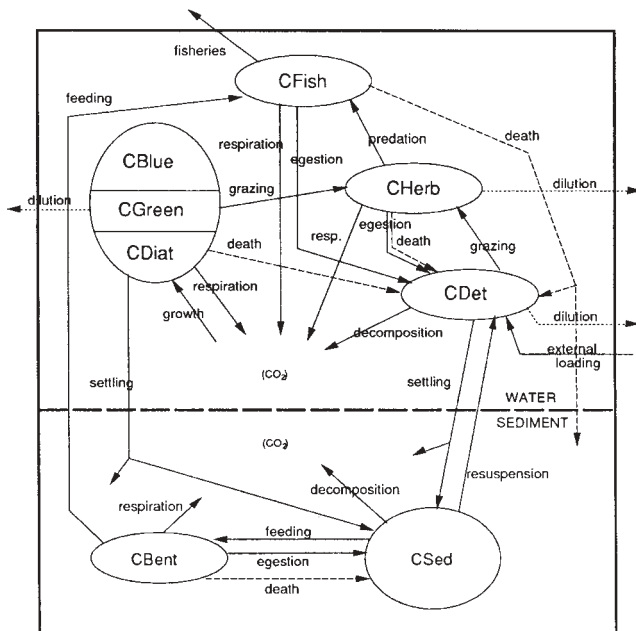 fisheries
CFish
feeding
respiration
egestion
predation
death
CBlue
CGreen
CDiat
dilution
grazing
CHerb
dilution
egestion
death
resp.
grazing
death
respiration
growth
CDet
dilution
decomposition
external
loading
(CO2)
settling
settling
WATER
SEDIMENT
(CO2)
resuspension
decomposition
respiration
feeding
CBent
egestion
CSed
death